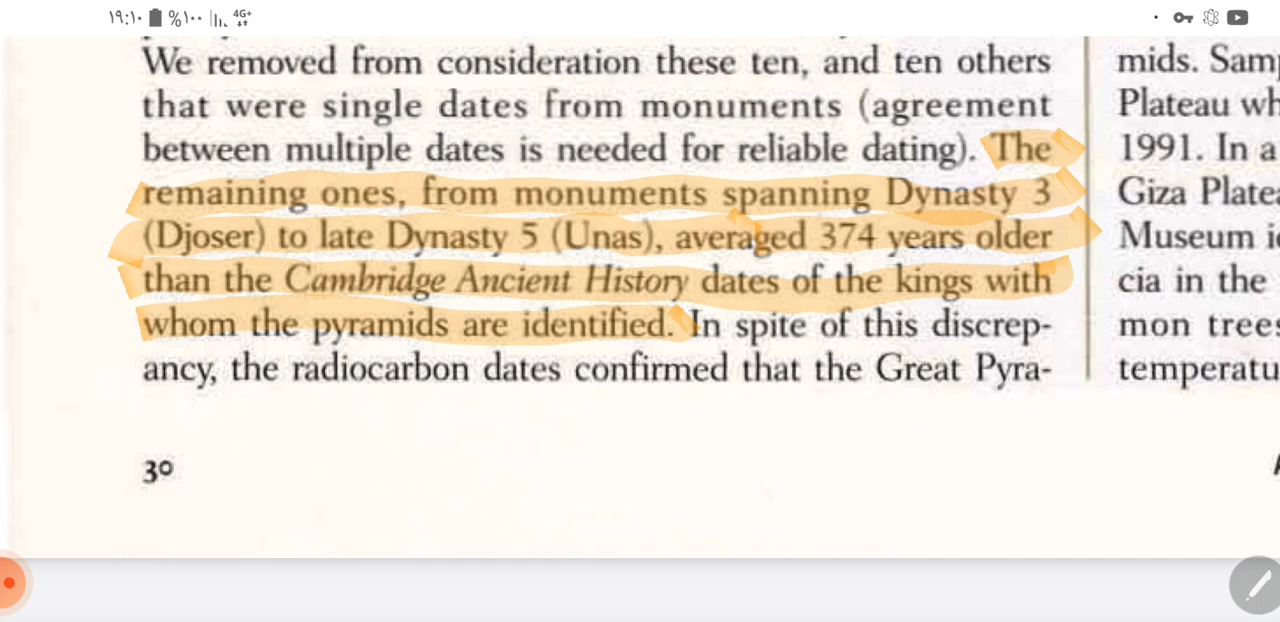 ١٩:١٠ %١٠٠ 4G+
We removed from consideration these ten, and ten others
that were single dates from monuments (agreement
between multiple dates is needed for reliable dating). The
remaining ones, from monuments spanning Dynasty 3
(Djoser) to late Dynasty 5 (Unas), averaged 374 years older
than the Cambridge Ancient History dates of the kings with
whom the pyramids are identified. In spite of this discrep-
ancy, the radiocarbon dates confirmed that the Great Pyra-
30
mids. Sam
Plateau wh
1991. In a
Giza Plate
Museum i
cia in the
mon tree
temperatu